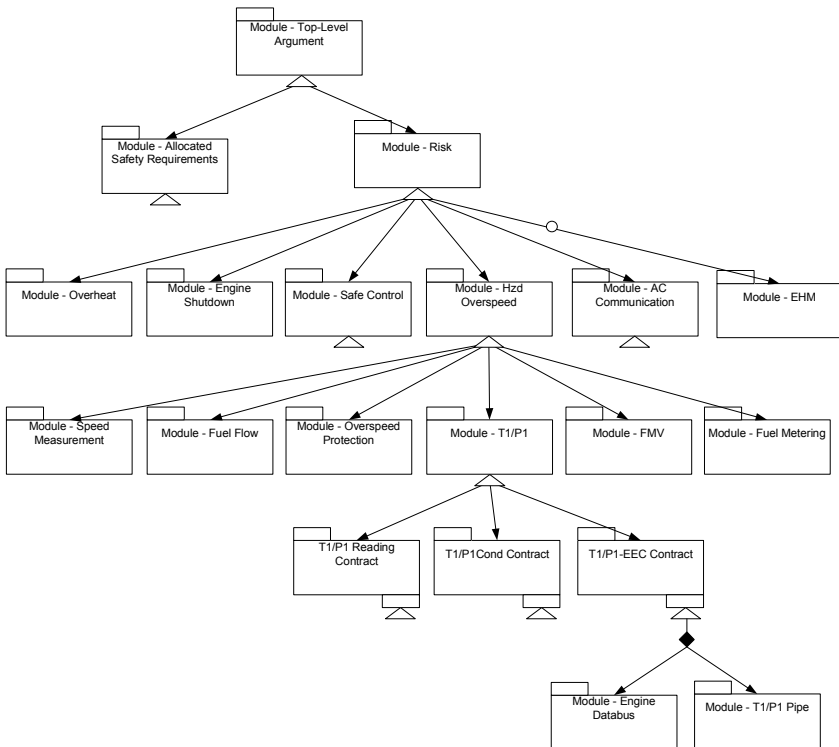 Module - Top-Level
Argument
Module - Allocated
Safety Requirements
Module - Risk
Module - Overheat
Module - Engine
Shutdown
Module - Safe Control
Module - Hzd
Overspeed
Module - AC
Communication
Module - EHM
Module - Speed
Measurement
Module - Fuel Flow
Module - Overspeed
Protection
Module - T1/P1
Module - FMV
Module - Fuel Metering
T1/P1 Reading
Contract
T1/P1Cond Contract
T1/P1-EEC Contract
Module - Engine
Databus
Module - T1/P1 Pipe